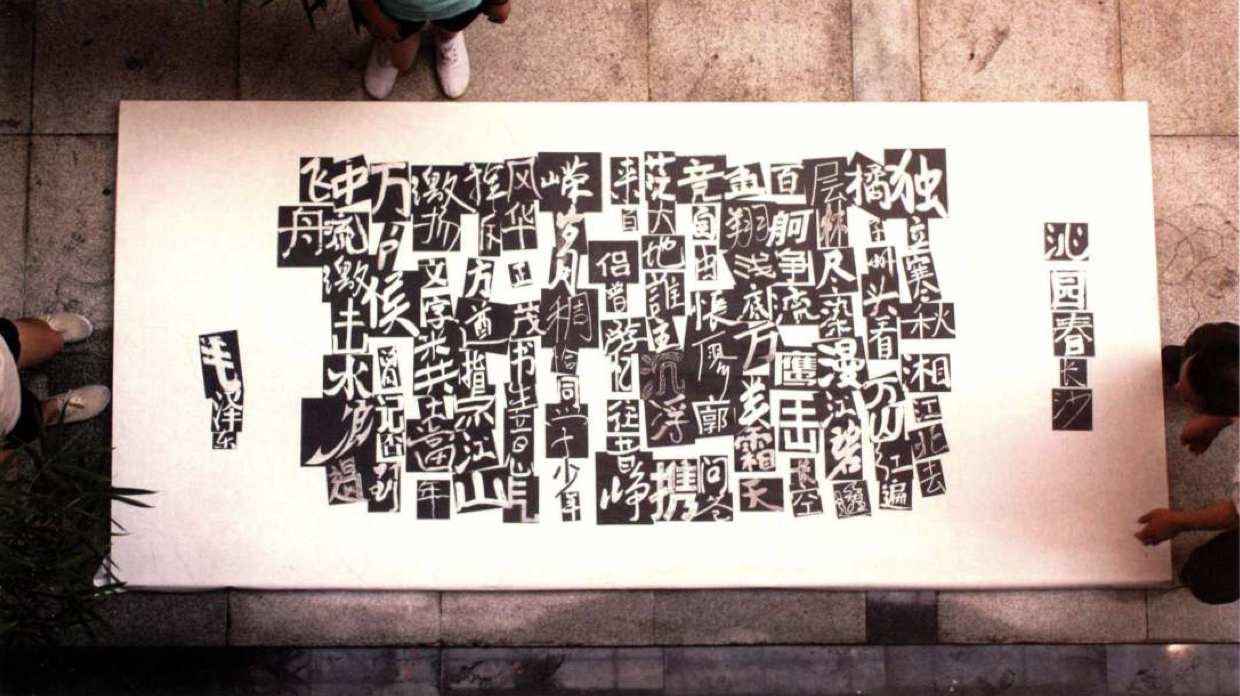 沁园春长沙
独立寒秋湘江北去
橘子洲头看万山红遍
层林尽染漫江碧透
百舸争流鹰击长空
鱼翔浅底万类霜天
竞自由怅廖廓问苍
茫大地誰主沉浮携
来百侣曾游忆往昔峥
嵘岁月稠恰同学少年
风华正茂书生意气
挥斥方遒指点江山
激扬文字粪土当年
万户侯曾记否到
中流激击水浪遏
飞舟
毛泽东